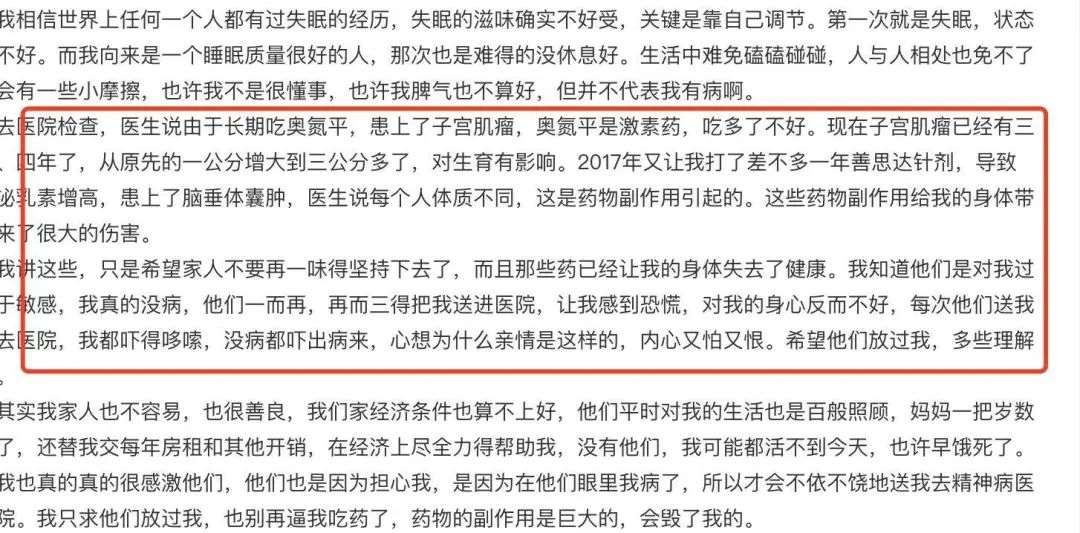 我相信世界上任何一个人都有过失眠的经历，失眠的滋味确实不好受，关键是靠自己调节。第一次就是失眠，状态
不好。而我向来是一个睡眠质量很好的人，那次也是难得的没休息好。生活中难免磕磕碰碰，人与人相处也免不了
会有一些小摩擦，也许我不是很懂事，也许我脾气也不算好，但并不代表我有病啊。
去医院检查，医生说由于长期吃奥氮平，患上了子宫肌瘤，奥氮平是激素药，吃多了不好。现在子宫肌瘤已经有三
、四年了，从原先的一公分增大到三公分多了，对生育有影响。2017年又让我打了差不多一年善思达针剂，导致
泌乳素增高，患上了脑垂体囊肿，医生说每个人体质不同，这是药物副作用引起的。这些药物副作用给我的身体带
来了很大的伤害。
我讲这些，只是希望家人不要再一味得坚持下去了，而且那些药已经让我的身体失去了健康。我知道他们是对我过
于敏感，我真的没病，他们一而再，再而三得把我送进医院，让我感到恐慌，对我的身心反而不好，每次他们送我
去医院，我都吓得哆嗦，没病都吓出病来，心想为什么亲情是这样的，内心又怕又恨。希望他们放过我，多些理解
。
其实我家人也不容易，也很善良，我们家经济条件也算不上好，他们平时对我的生活也是百般照顾，妈妈一把岁数
了，还替我交每年房租和其他开销，在经济上尽全力得帮助我，没有他们，我可能都活不到今天，也许早饿死了。
我也真的真的很感激他们，他们也是因为担心我，是因为在他们眼里我病了，所以才会不依不饶地送我去精神病医
院。我只求他们放过我，也别再逼我吃药了，药物的副作用是巨大的，会毁了我的。